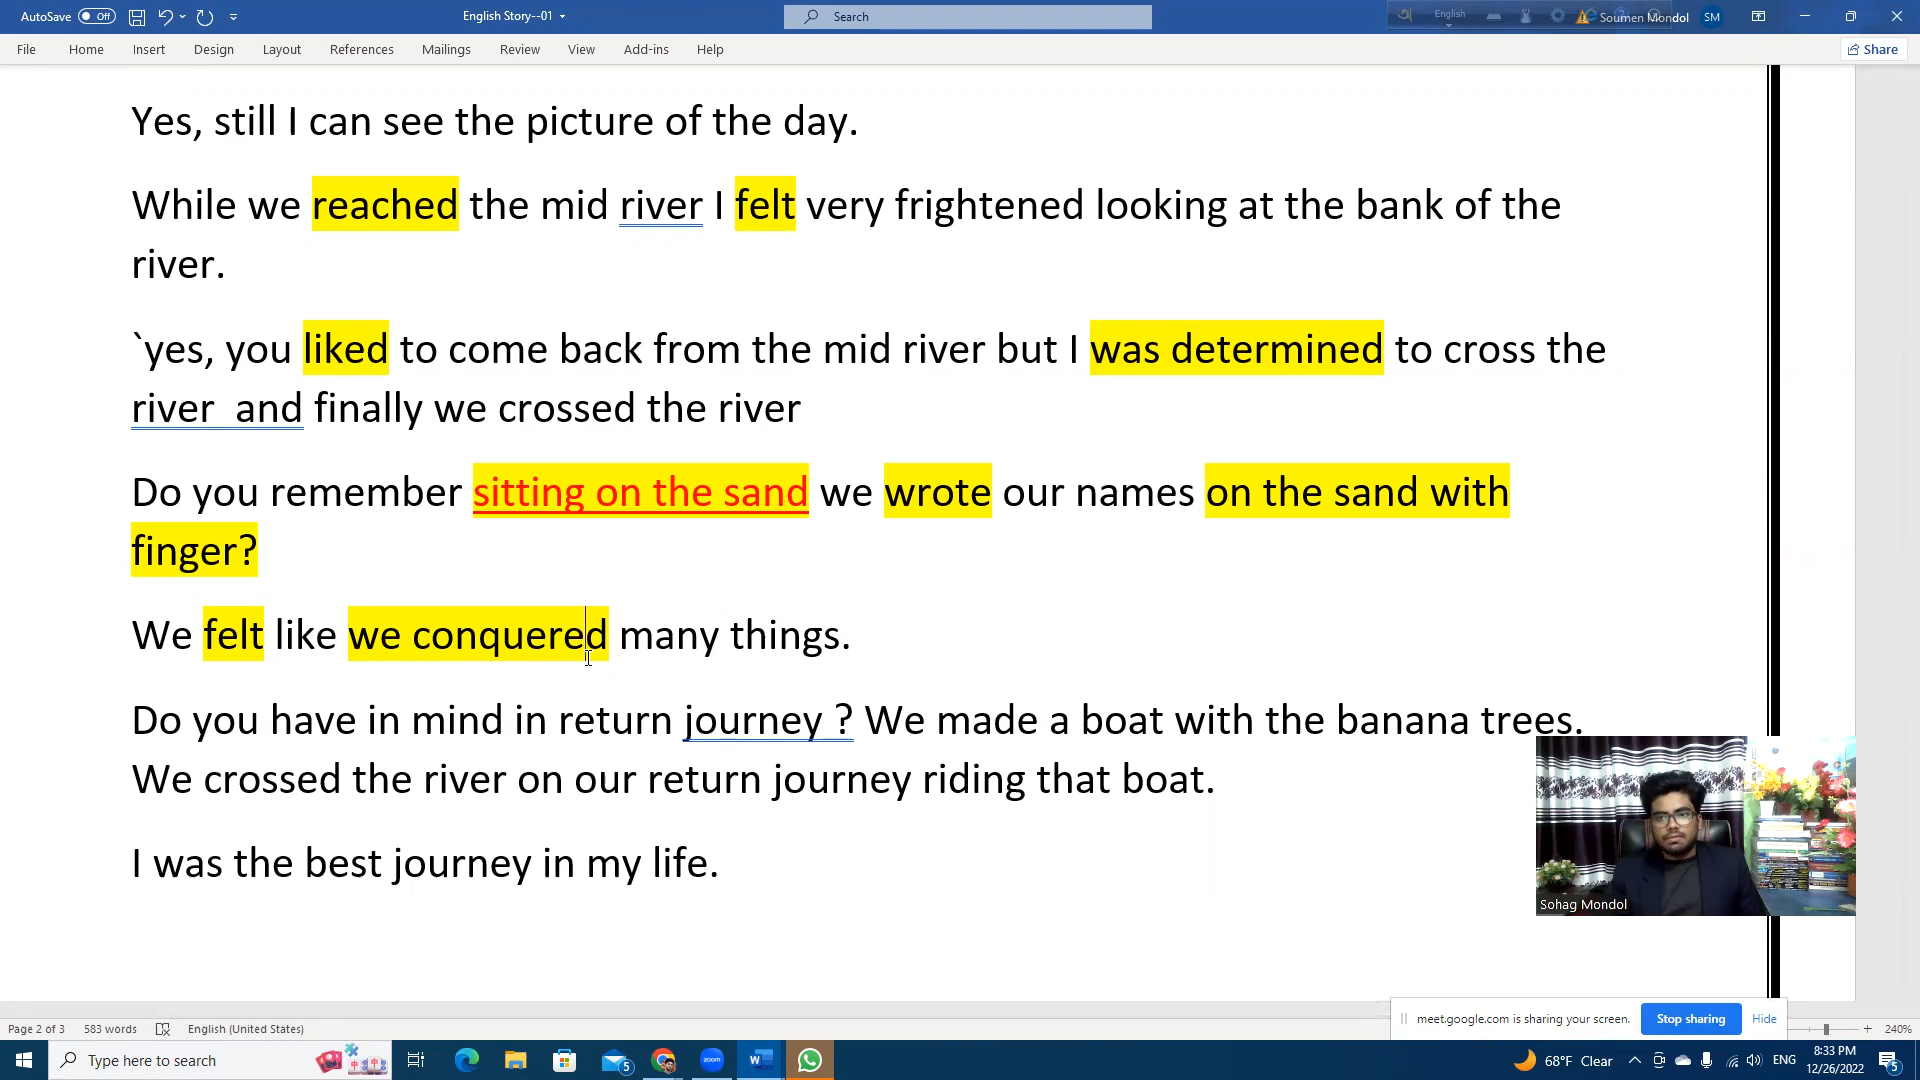 AutoSave Off English Story--01 Search English Soumen Mondol SM
File Home Insert Design Layout References Mailings Review View Add-ins Help Share
Yes, still I can see the picture of the day.
While we reached the mid river I felt very frightened looking at the bank of the
river.
`yes, you liked to come back from the mid river but I was determined to cross the
river  and finally we crossed the river
Do you remember sitting on the sand we wrote our names on the sand with
finger?
We felt like we conquered many things.
Do you have in mind in return journey ? We made a boat with the banana trees.
We crossed the river on our return journey riding that boat.
I was the best journey in my life.
Sohag Mondol
meet.google.com is sharing your screen. Stop sharing Hide
Page 2 of 3 583 words English (United States) 240%
Type here to search 5 zoom 68°F Clear ENG 8:33 PM 5
12/26/2022